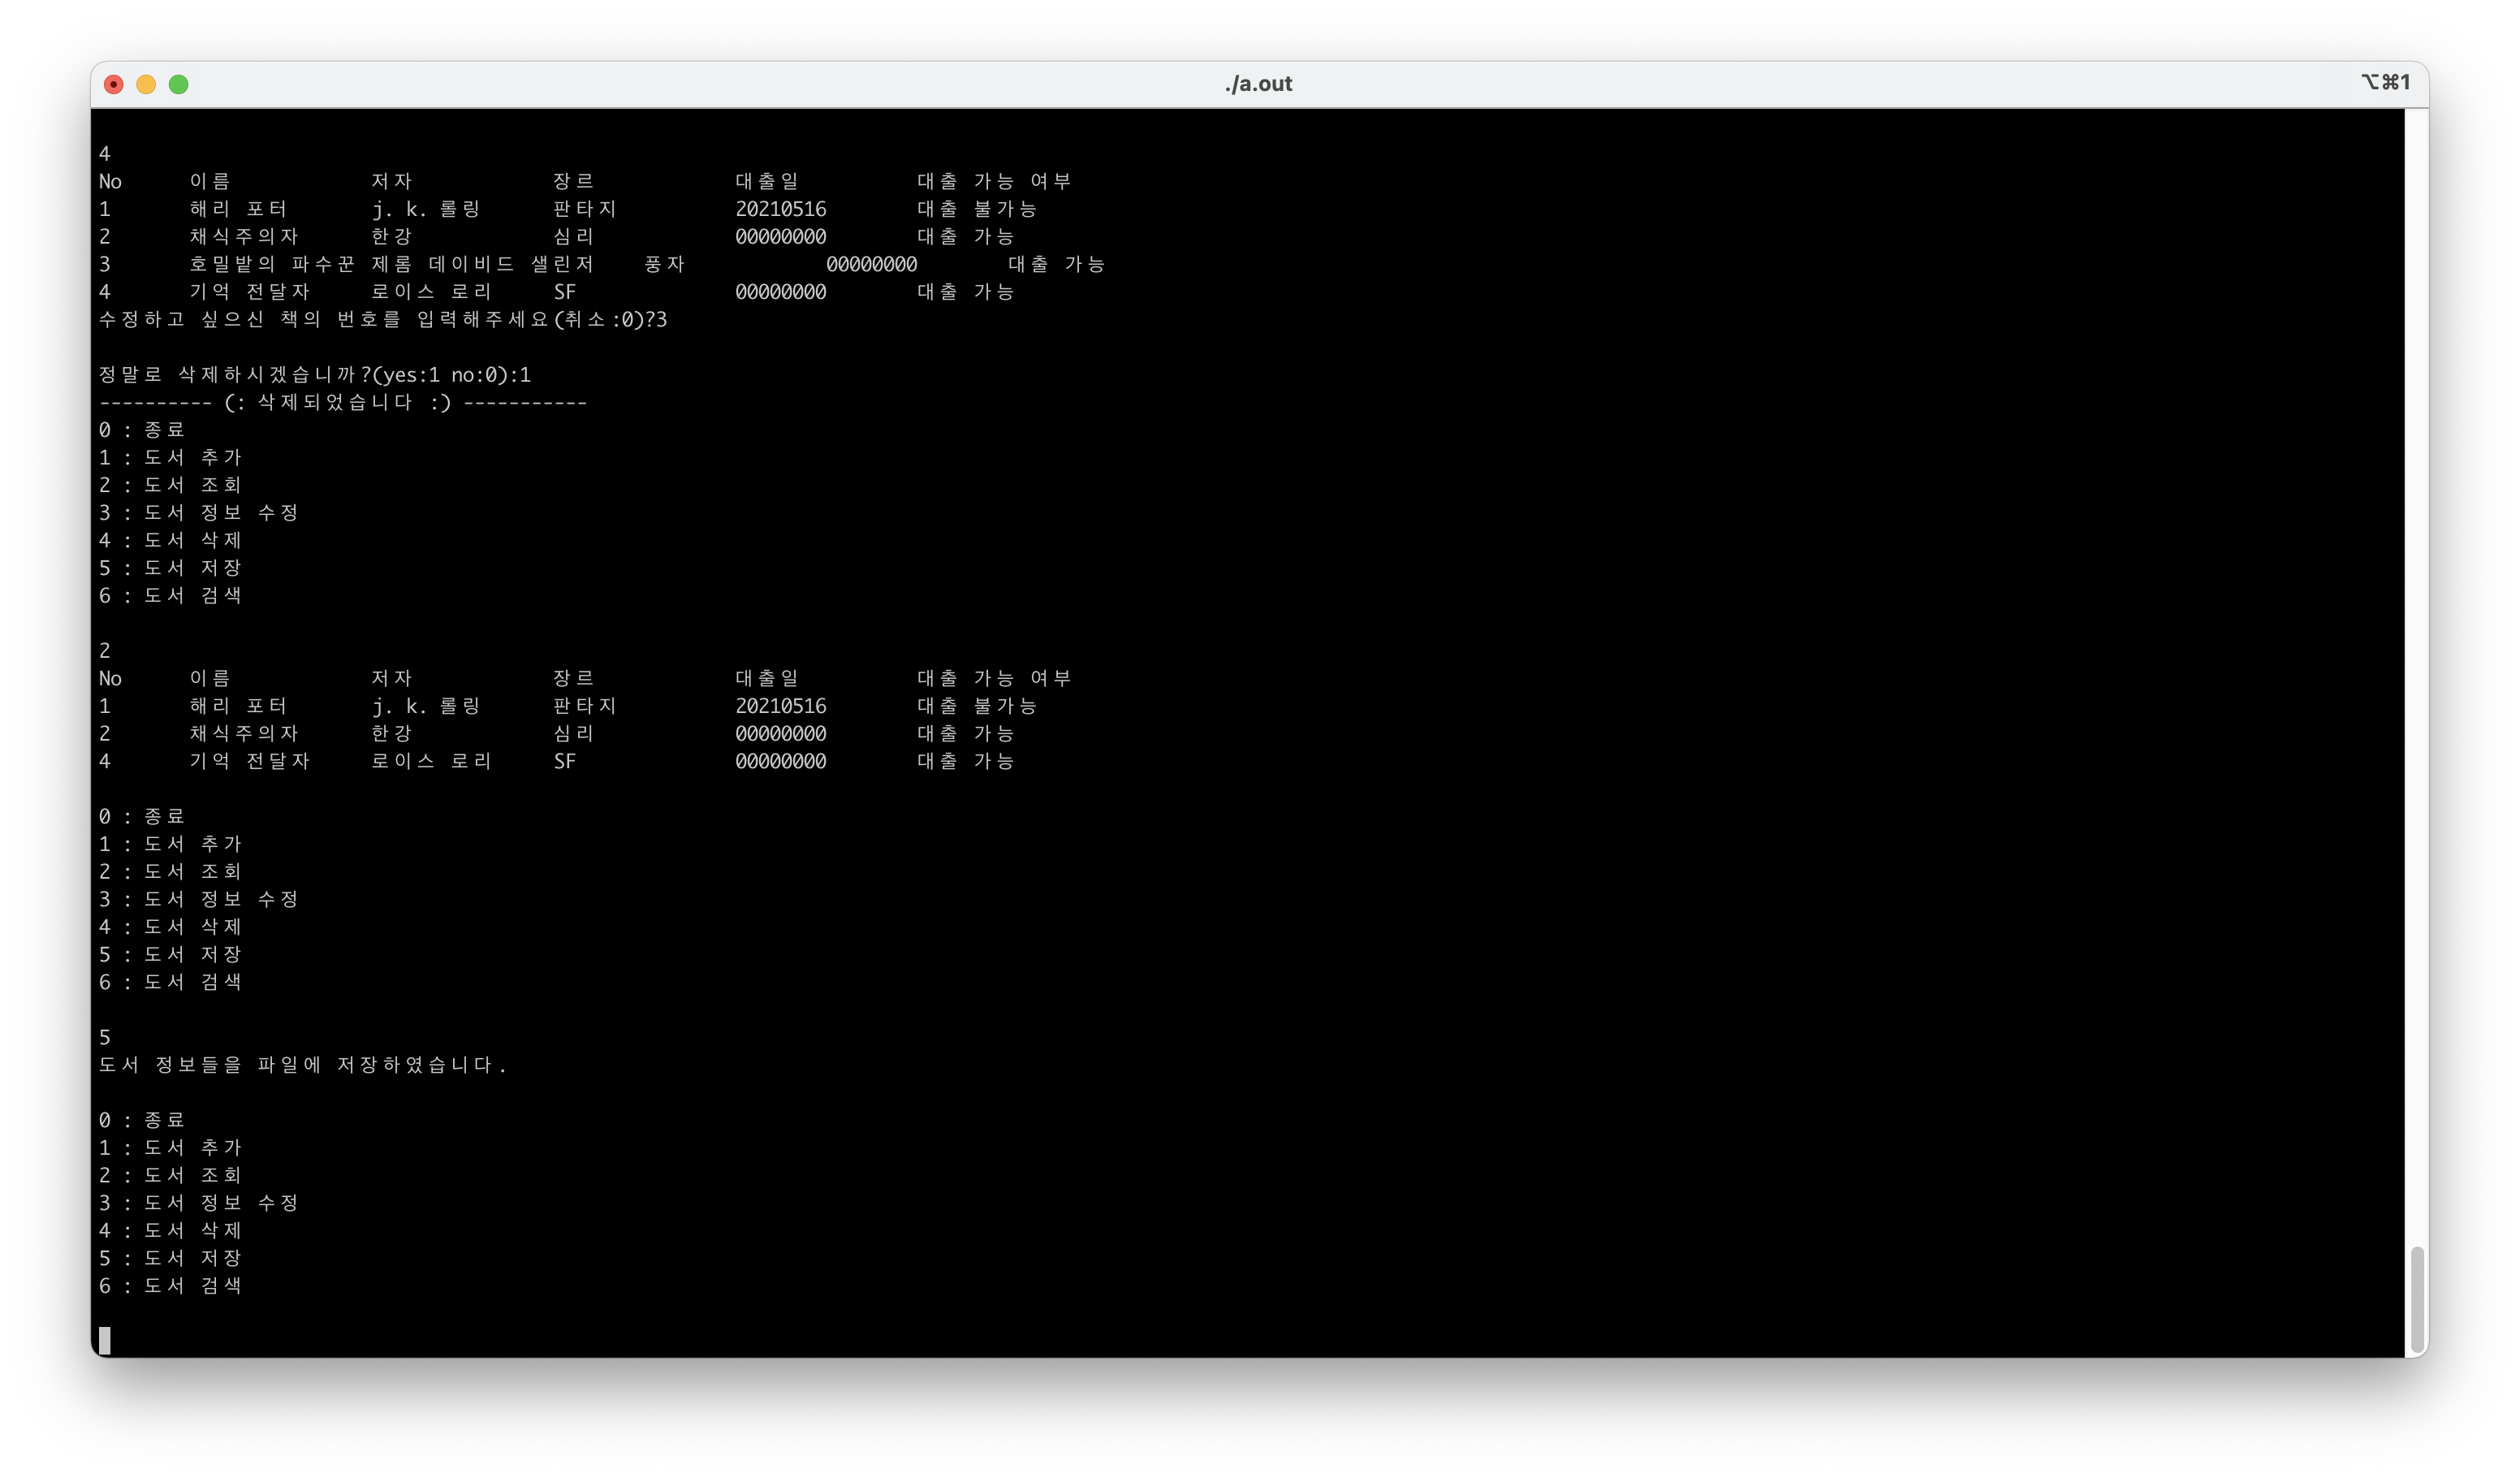 ./a.out
⌥⌘1
4
No 이름 저자 장르 대출일 대출 가능 여부
1 해리 포터 j. k. 롤링 판타지 20210516 대출 불가능
2 채식주의자 한강 심리 00000000 대출 가능
3 호밀밭의 파수꾼 제롬 데이비드 샐린저 풍자 00000000 대출 가능
4 기억 전달자 로이스 로리 SF 00000000 대출 가능
수정하고 싶으신 책의 번호를 입력해주세요(취소:0)?3
정말로 삭제하시겠습니까?(yes:1 no:0):1
---------- (: 삭제되었습니다 :) -----------
0 : 종료
1 : 도서 추가
2 : 도서 조회
3 : 도서 정보 수정
4 : 도서 삭제
5 : 도서 저장
6 : 도서 검색
2
No 이름 저자 장르 대출일 대출 가능 여부
1 해리 포터 j. k. 롤링 판타지 20210516 대출 불가능
2 채식주의자 한강 심리 00000000 대출 가능
4 기억 전달자 로이스 로리 SF 00000000 대출 가능
0 : 종료
1 : 도서 추가
2 : 도서 조회
3 : 도서 정보 수정
4 : 도서 삭제
5 : 도서 저장
6 : 도서 검색
5
도서 정보들을 파일에 저장하였습니다.
0 : 종료
1 : 도서 추가
2 : 도서 조회
3 : 도서 정보 수정
4 : 도서 삭제
5 : 도서 저장
6 : 도서 검색